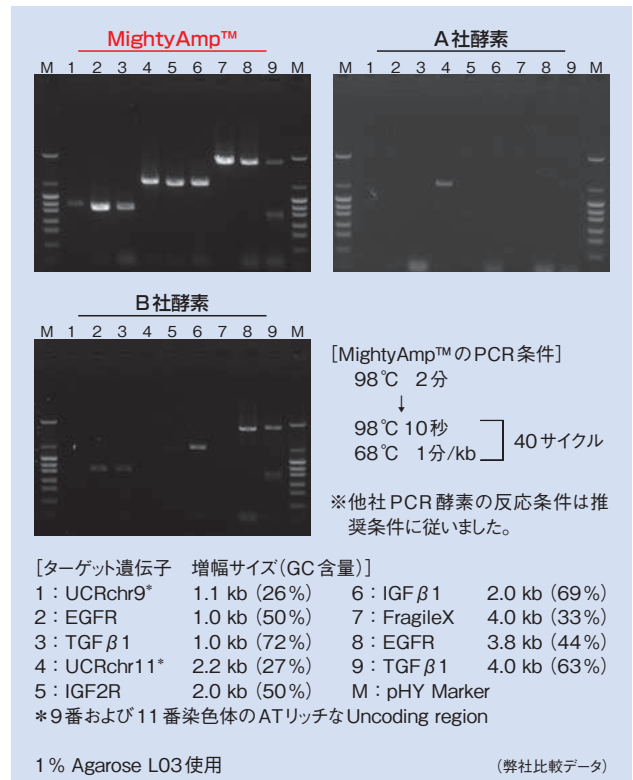 MightyAmp™
M 1 2 3 4 5 6 7 8 9 M
A社酵素
M 1 2 3 4 5 6 7 8 9 M
B社酵素
M 1 2 3 4 5 6 7 8 9 M
[MightyAmp™のPCR条件]
98℃ 2分
↓
98℃ 10秒
68℃ 1分/kb
40サイクル
※他社PCR酵素の反応条件は推
奨条件に従いました。
[ターゲット遺伝子 増幅サイズ(GC含量)]
1：UCRchr9* 1.1 kb (26%)
2：EGFR 1.0 kb (50%)
3：TGFβ1 1.0 kb (72%)
4：UCRchr11* 2.2 kb (27%)
5：IGF2R 2.0 kb (50%)
6：IGFβ1 2.0 kb (69%)
7：FragileX 4.0 kb (33%)
8：EGFR 3.8 kb (44%)
9：TGFβ1 4.0 kb (63%)
M：pHY Marker
*9番および11番染色体のATリッチなUncoding region
1% Agarose L03使用
(弊社比較データ)